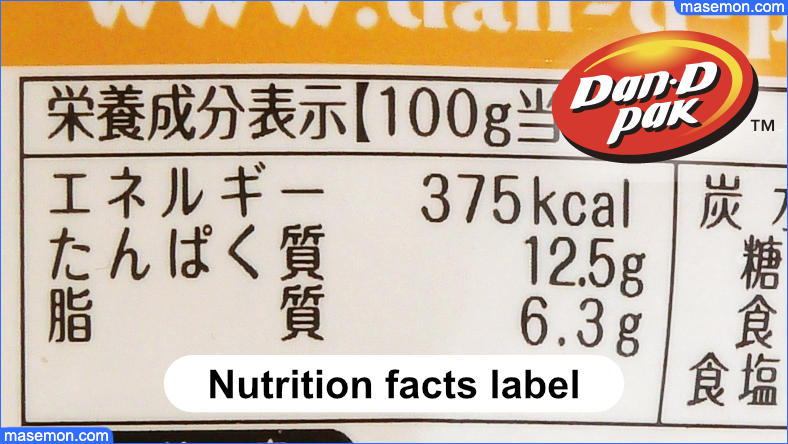 masemon.com
Dan·D
pak
TM
栄養成分表示【100g当
エネルギー 375kcal 炭
たんぱく質 12.5g 糖
脂質 6.3g 食
食塩
Nutrition facts label
masemon.com